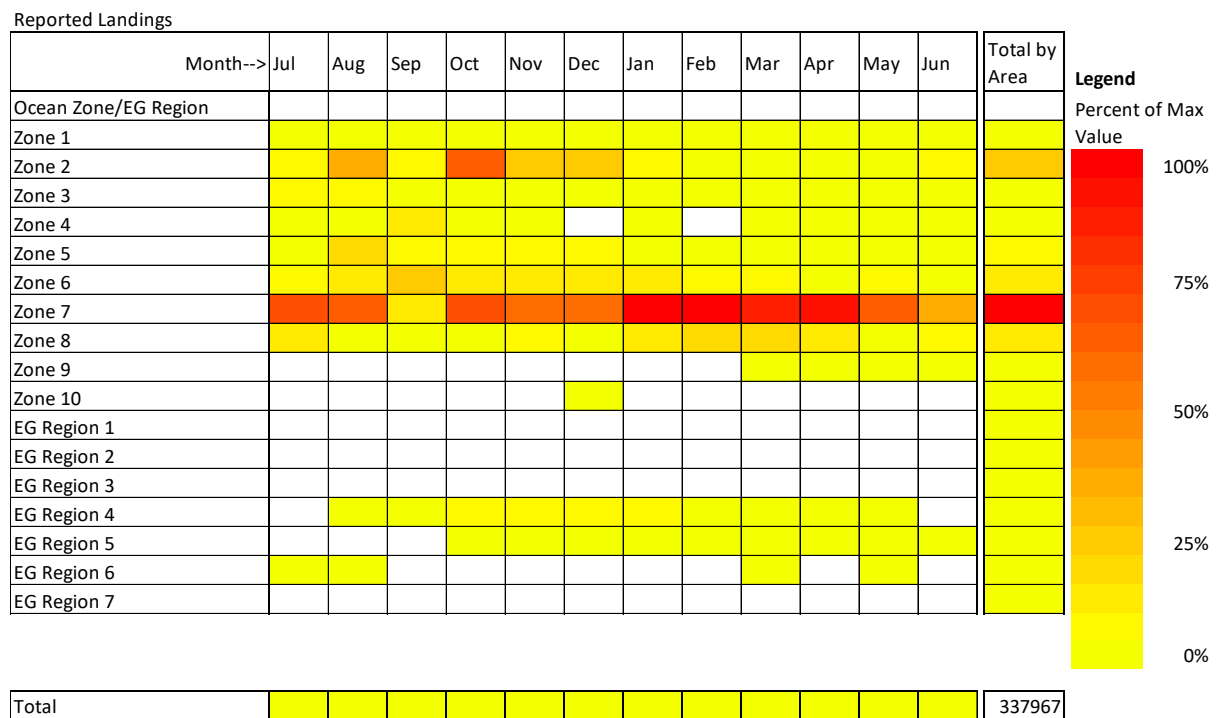 Reported Landings
Month--> Jul Aug Sep Oct Nov Dec Jan Feb Mar Apr May Jun Total by Area
Ocean Zone/EG Region
Zone 1
Zone 2
Zone 3
Zone 4
Zone 5
Zone 6
Zone 7
Zone 8
Zone 9
Zone 10
EG Region 1
EG Region 2
EG Region 3
EG Region 4
EG Region 5
EG Region 6
EG Region 7
Total 337967
Legend
Percent of Max
Value
100%
75%
50%
25%
0%